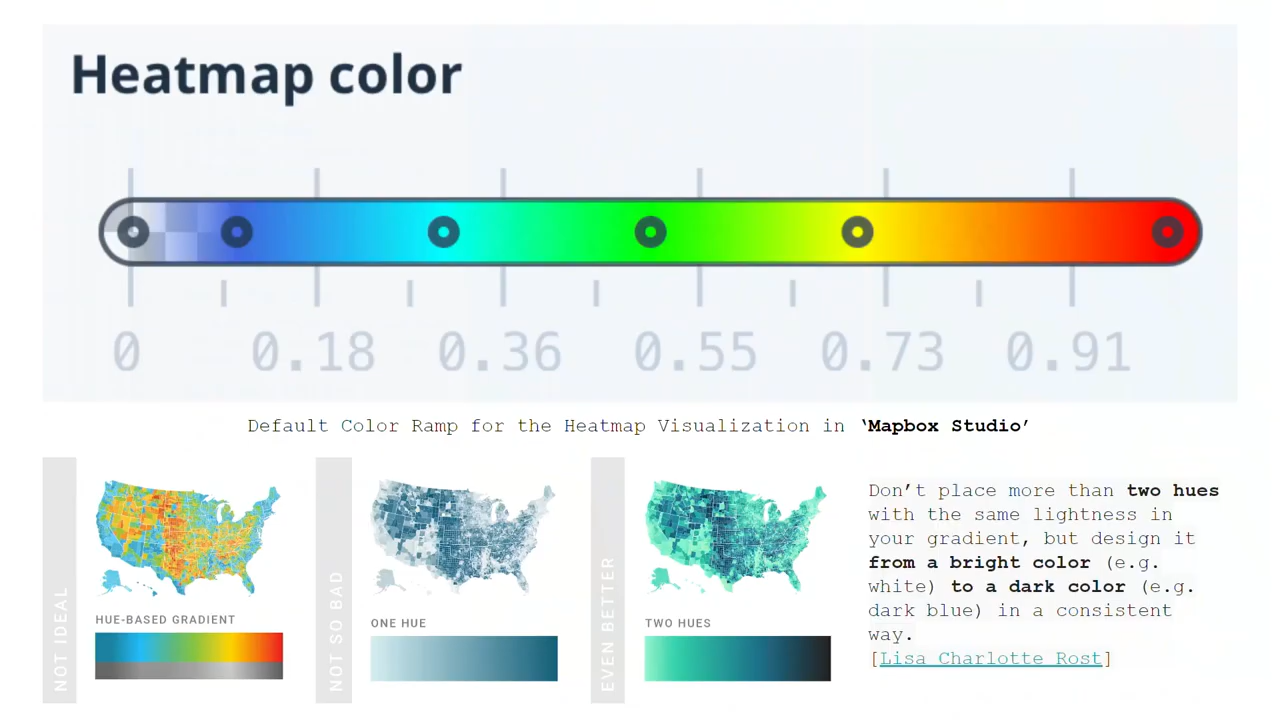 Heatmap color
0 0.18 0.36 0.55 0.73 0.91
Default Color Ramp for the Heatmap Visualization in ‘Mapbox Studio’
NOT IDEAL
HUE-BASED GRADIENT
NOT SO BAD
ONE HUE
EVEN BETTER
TWO HUES
Don’t place more than two hues
with the same lightness in
your gradient, but design it
from a bright color (e.g.
white) to a dark color (e.g.
dark blue) in a consistent
way.
[Lisa Charlotte Rost]